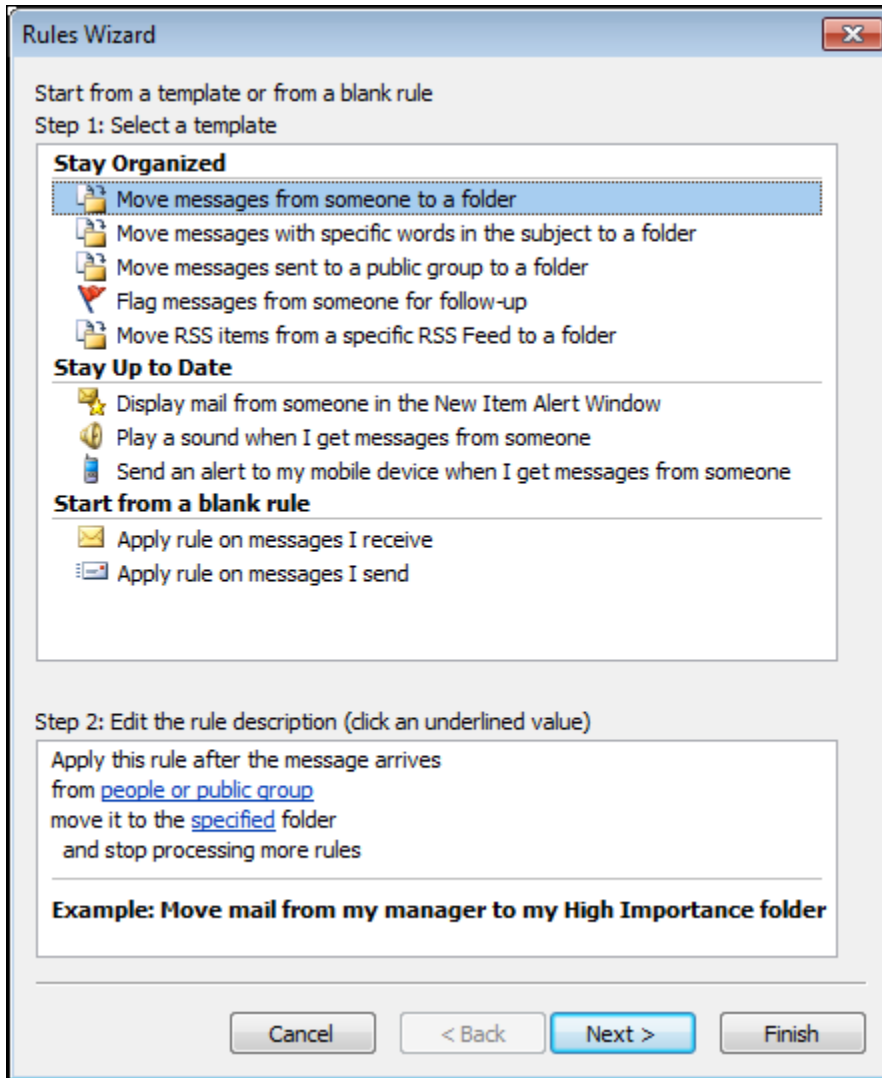 Rules Wizard
Start from a template or from a blank rule
Step 1: Select a template
Stay Organized
Move messages from someone to a folder
Move messages with specific words in the subject to a folder
Move messages sent to a public group to a folder
Flag messages from someone for follow-up
Move RSS items from a specific RSS Feed to a folder
Stay Up to Date
Display mail from someone in the New Item Alert Window
Play a sound when I get messages from someone
Send an alert to my mobile device when I get messages from someone
Start from a blank rule
Apply rule on messages I receive
Apply rule on messages I send
Step 2: Edit the rule description (click an underlined value)
Apply this rule after the message arrives
from people or public group
move it to the specified folder
and stop processing more rules
Example: Move mail from my manager to my High Importance folder
Cancel < Back Next > Finish